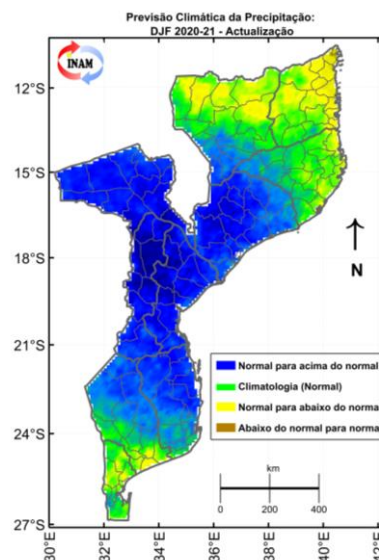 Previsão Climática da Precipitação:
DJF 2020-21 - Actualização
INAM
12°S
15°S
18°S
21°S
24°S
27°S
N
Normal para acima do normal
Climatologia (Normal)
Normal para abaixo do norma
Abaixo do normal para norma
km
0 200 400
30°E 32°E 34°E 36°E 38°E 40°E